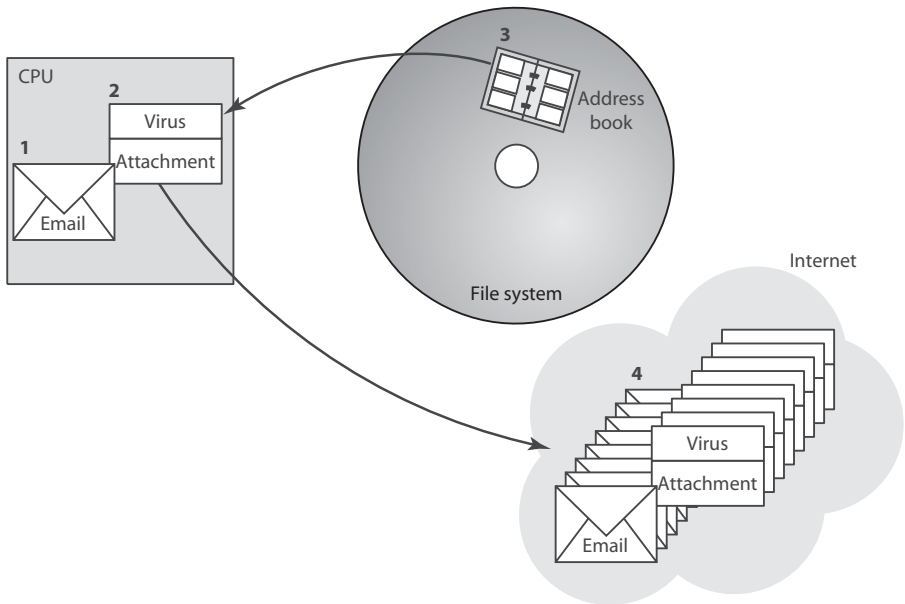 CPU
1
Email
2
Virus
Attachment
3
Address
book
File system
Internet
4
Virus
Attachment
Email